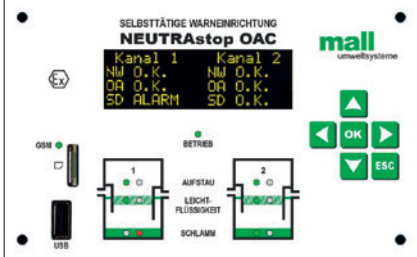 SELBSTTÄTIGE WARNEINRICHTUNG
NEUTRAstop OAC
mall
umweltsysteme
Kanal 1 Kanal 2
NW O.K. NW O.K.
OA O.K. OA O.K.
SD ALARM SD O.K.
Ex
GSM
BETRIEB
OK
ESC
1
2
AUFSTAU
LEICHT-
FLÜSSIGKEIT
SCHLAMM
USB